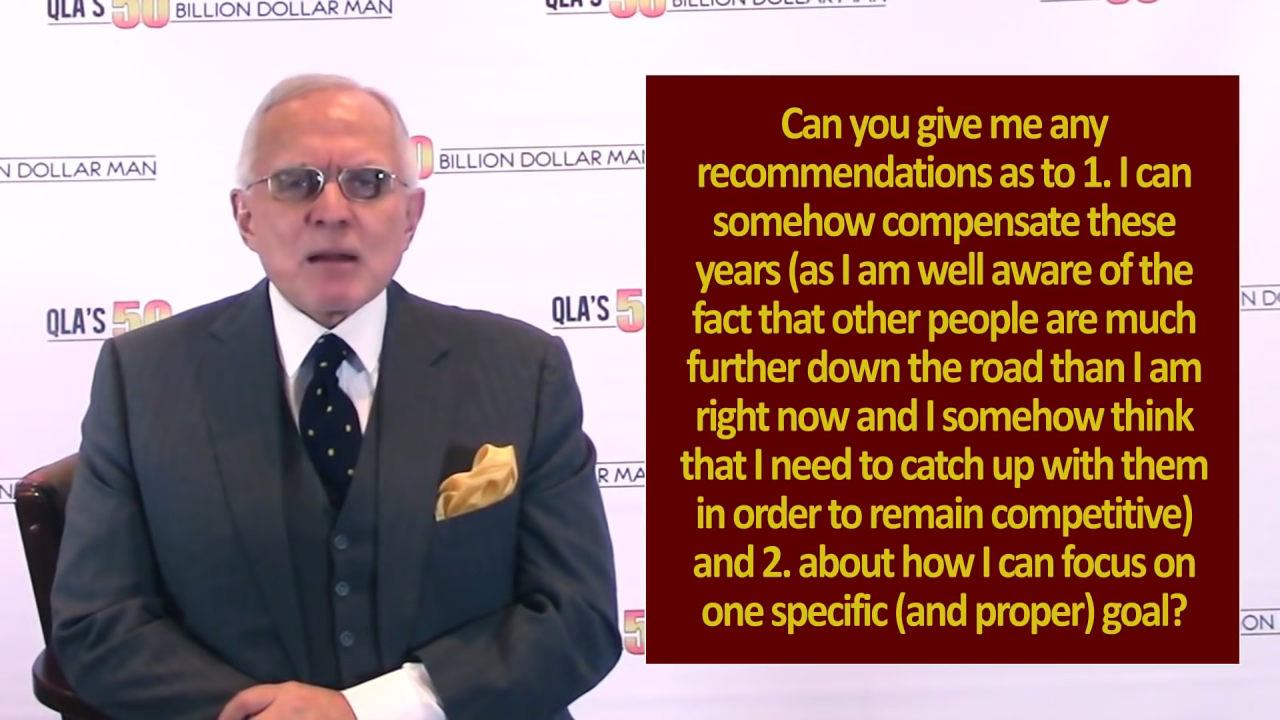 QLA'S 50 BILLION DOLLAR MAN
QLA'S 50 BILLION DOLLAR MAN
N DOLLAR MAN
0 BILLION DOLLAR MAN
QLA'S 50
QLA'S 5
Can you give me any
recommendations as to 1. I can
somehow compensate these
years (as I am well aware of the
fact that other people are much
further down the road than I am
right now and I somehow think
that I need to catch up with them
in order to remain competitive)
and 2. about how I can focus on
one specific (and proper) goal?